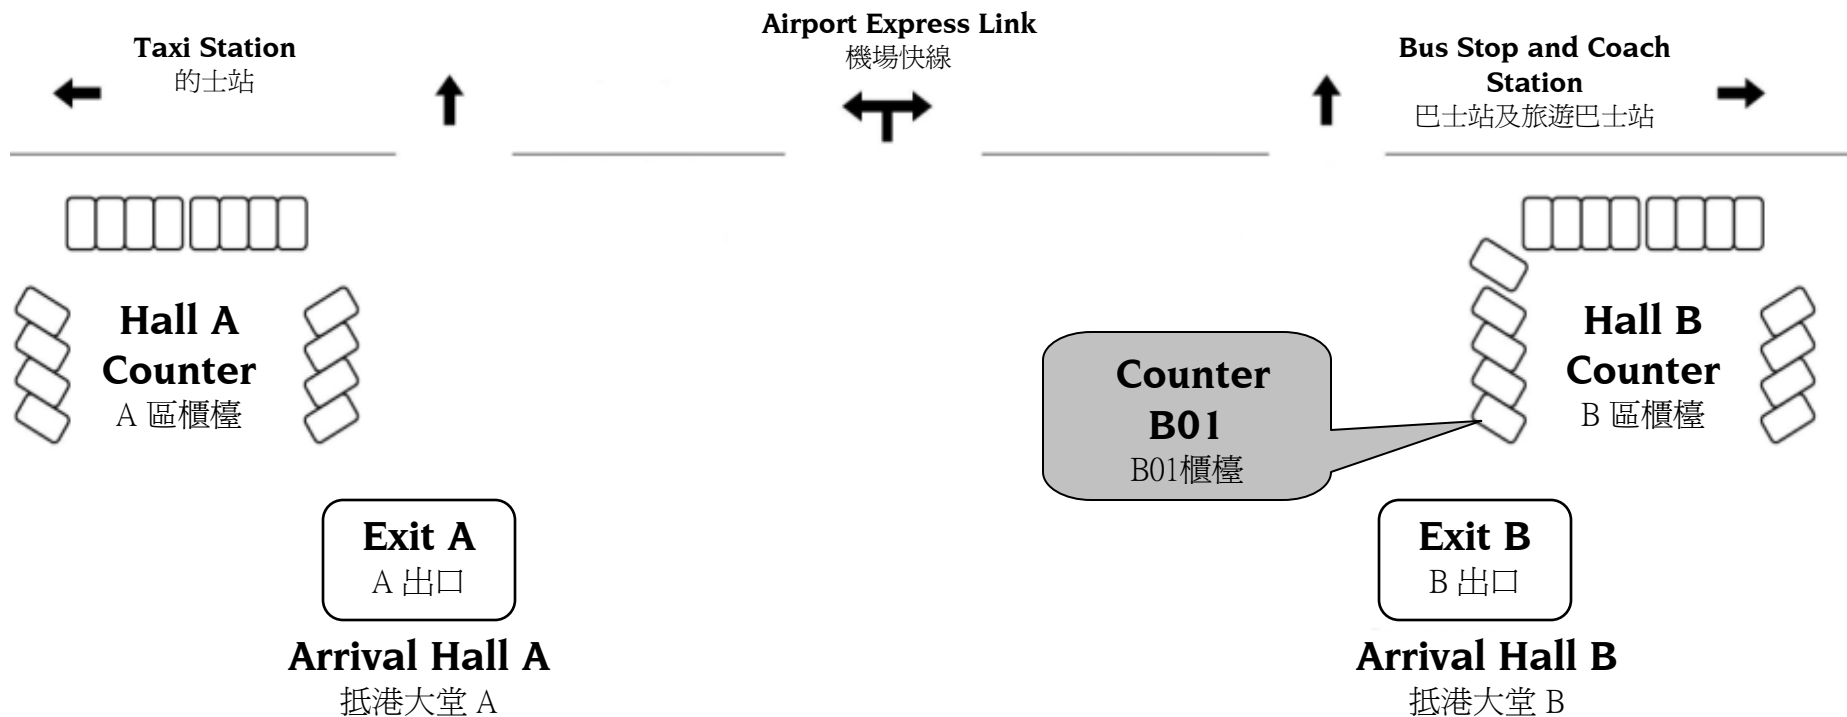 Taxi Station
的士站
Airport Express Link
機場快線
Bus Stop and Coach
Station
巴士站及旅遊巴士站
Hall A
Counter
A 區櫃檯
Counter
B01
B01櫃檯
Hall B
Counter
B 區櫃檯
Exit A
A 出口
Exit B
B 出口
Arrival Hall A
抵港大堂 A
Arrival Hall B
抵港大堂 B